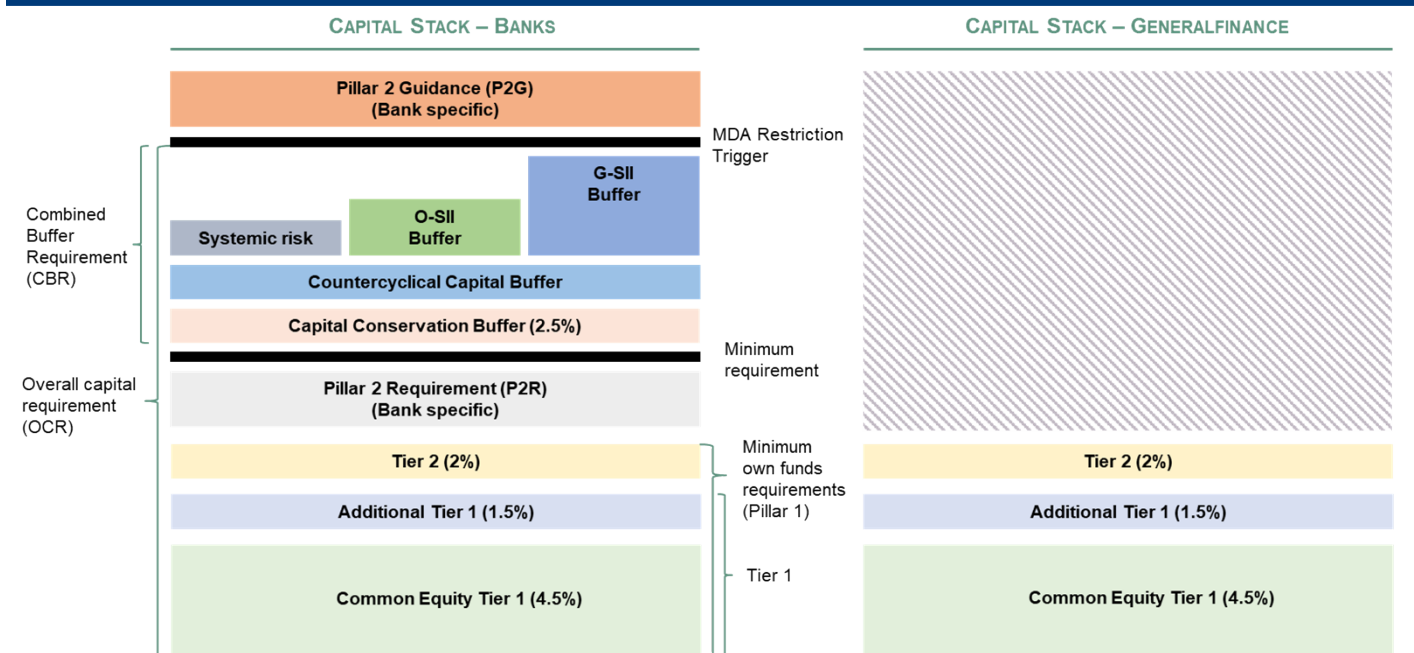 CAPITAL STACK – BANKS
CAPITAL STACK – GENERALFINANCE
Pillar 2 Guidance (P2G)
(Bank specific)
MDA Restriction
Trigger
G-SII
Buffer
O-SII
Buffer
Systemic risk
Combined
Buffer
Requirement
(CBR)
Countercyclical Capital Buffer
Capital Conservation Buffer (2.5%)
Minimum
requirement
Overall capital
requirement
(OCR)
Pillar 2 Requirement (P2R)
(Bank specific)
Tier 2 (2%)
Minimum
own funds
requirements
(Pillar 1)
Tier 2 (2%)
Additional Tier 1 (1.5%)
Additional Tier 1 (1.5%)
Tier 1
Common Equity Tier 1 (4.5%)
Common Equity Tier 1 (4.5%)